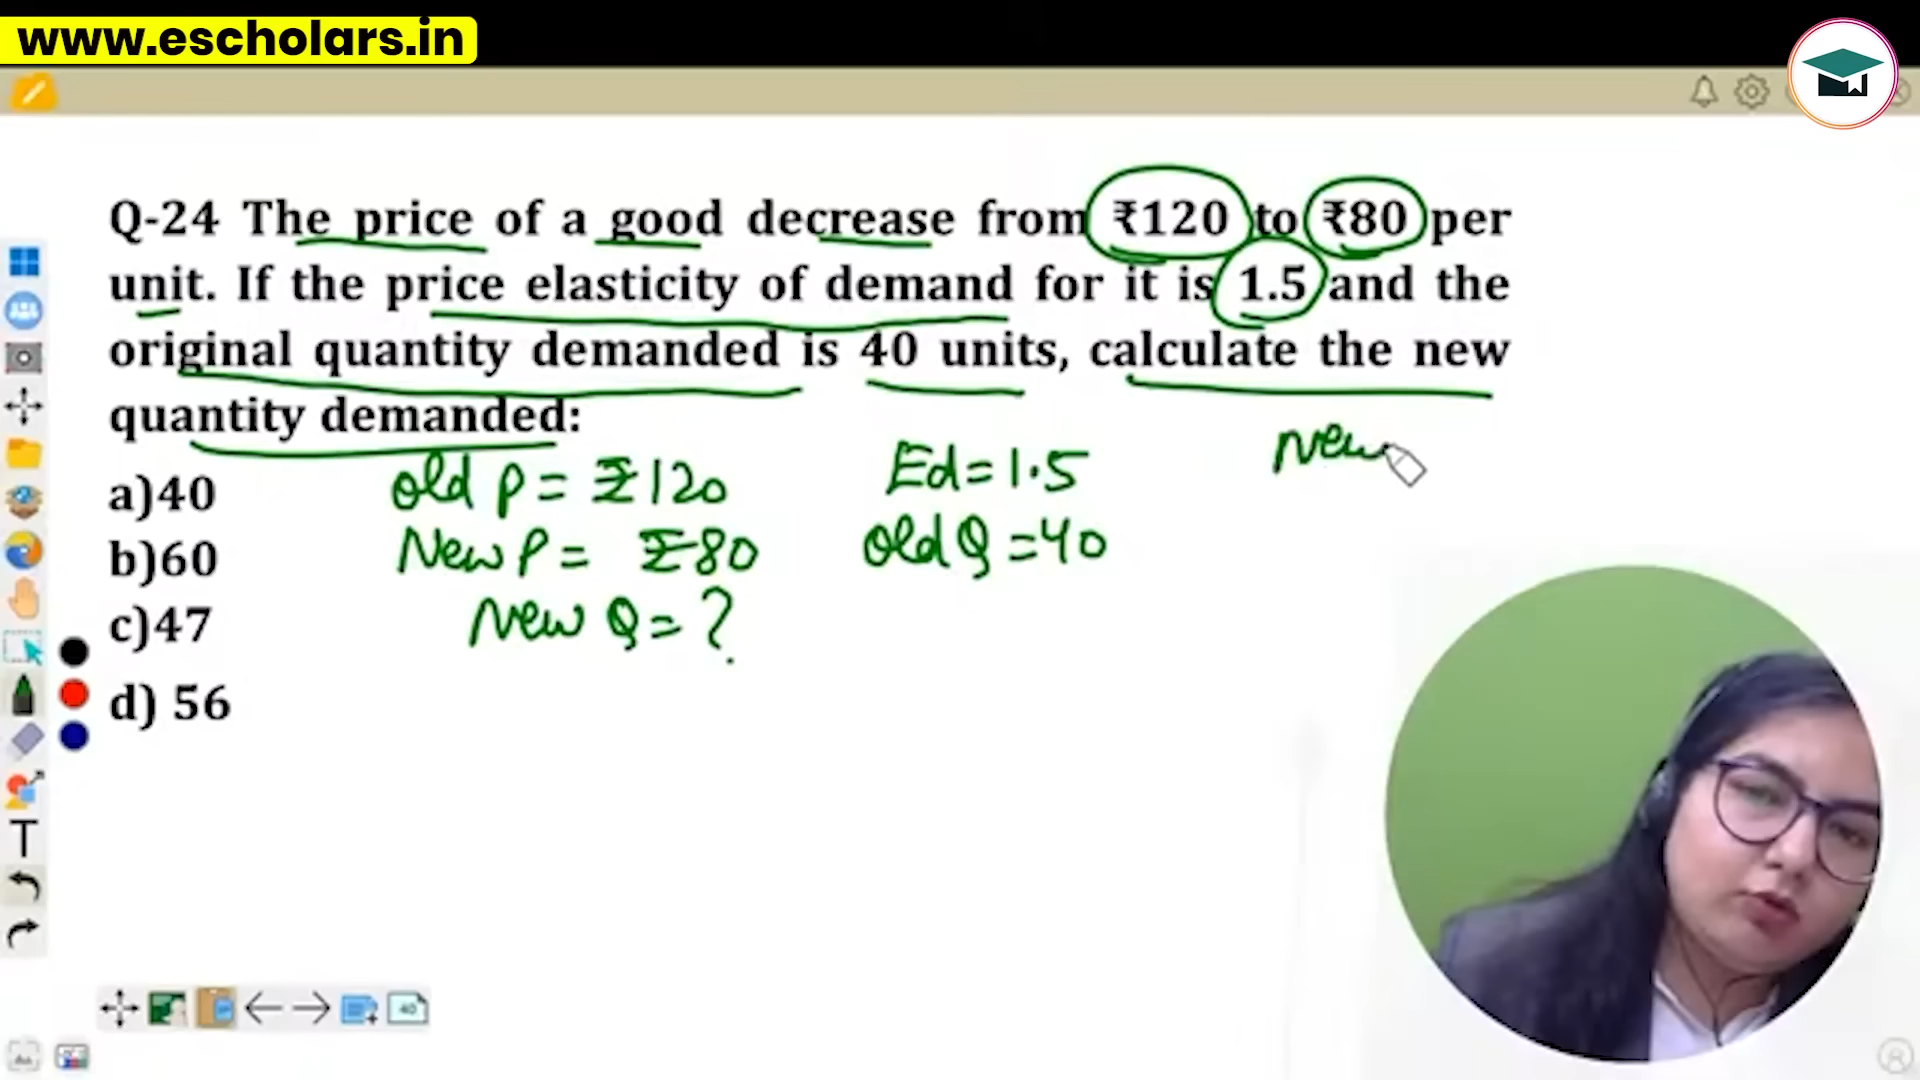 www.escholars.in
Q-24 The price of a good decrease from ₹120 to ₹80 per
unit. If the price elasticity of demand for it is 1.5 and the
original quantity demanded is 40 units, calculate the new
quantity demanded:
New
a)40
old P = ₹120
Ed=1.5
b)60
New P = ₹80
old Q =40
c)47
New Q = ?
d) 56
T
40